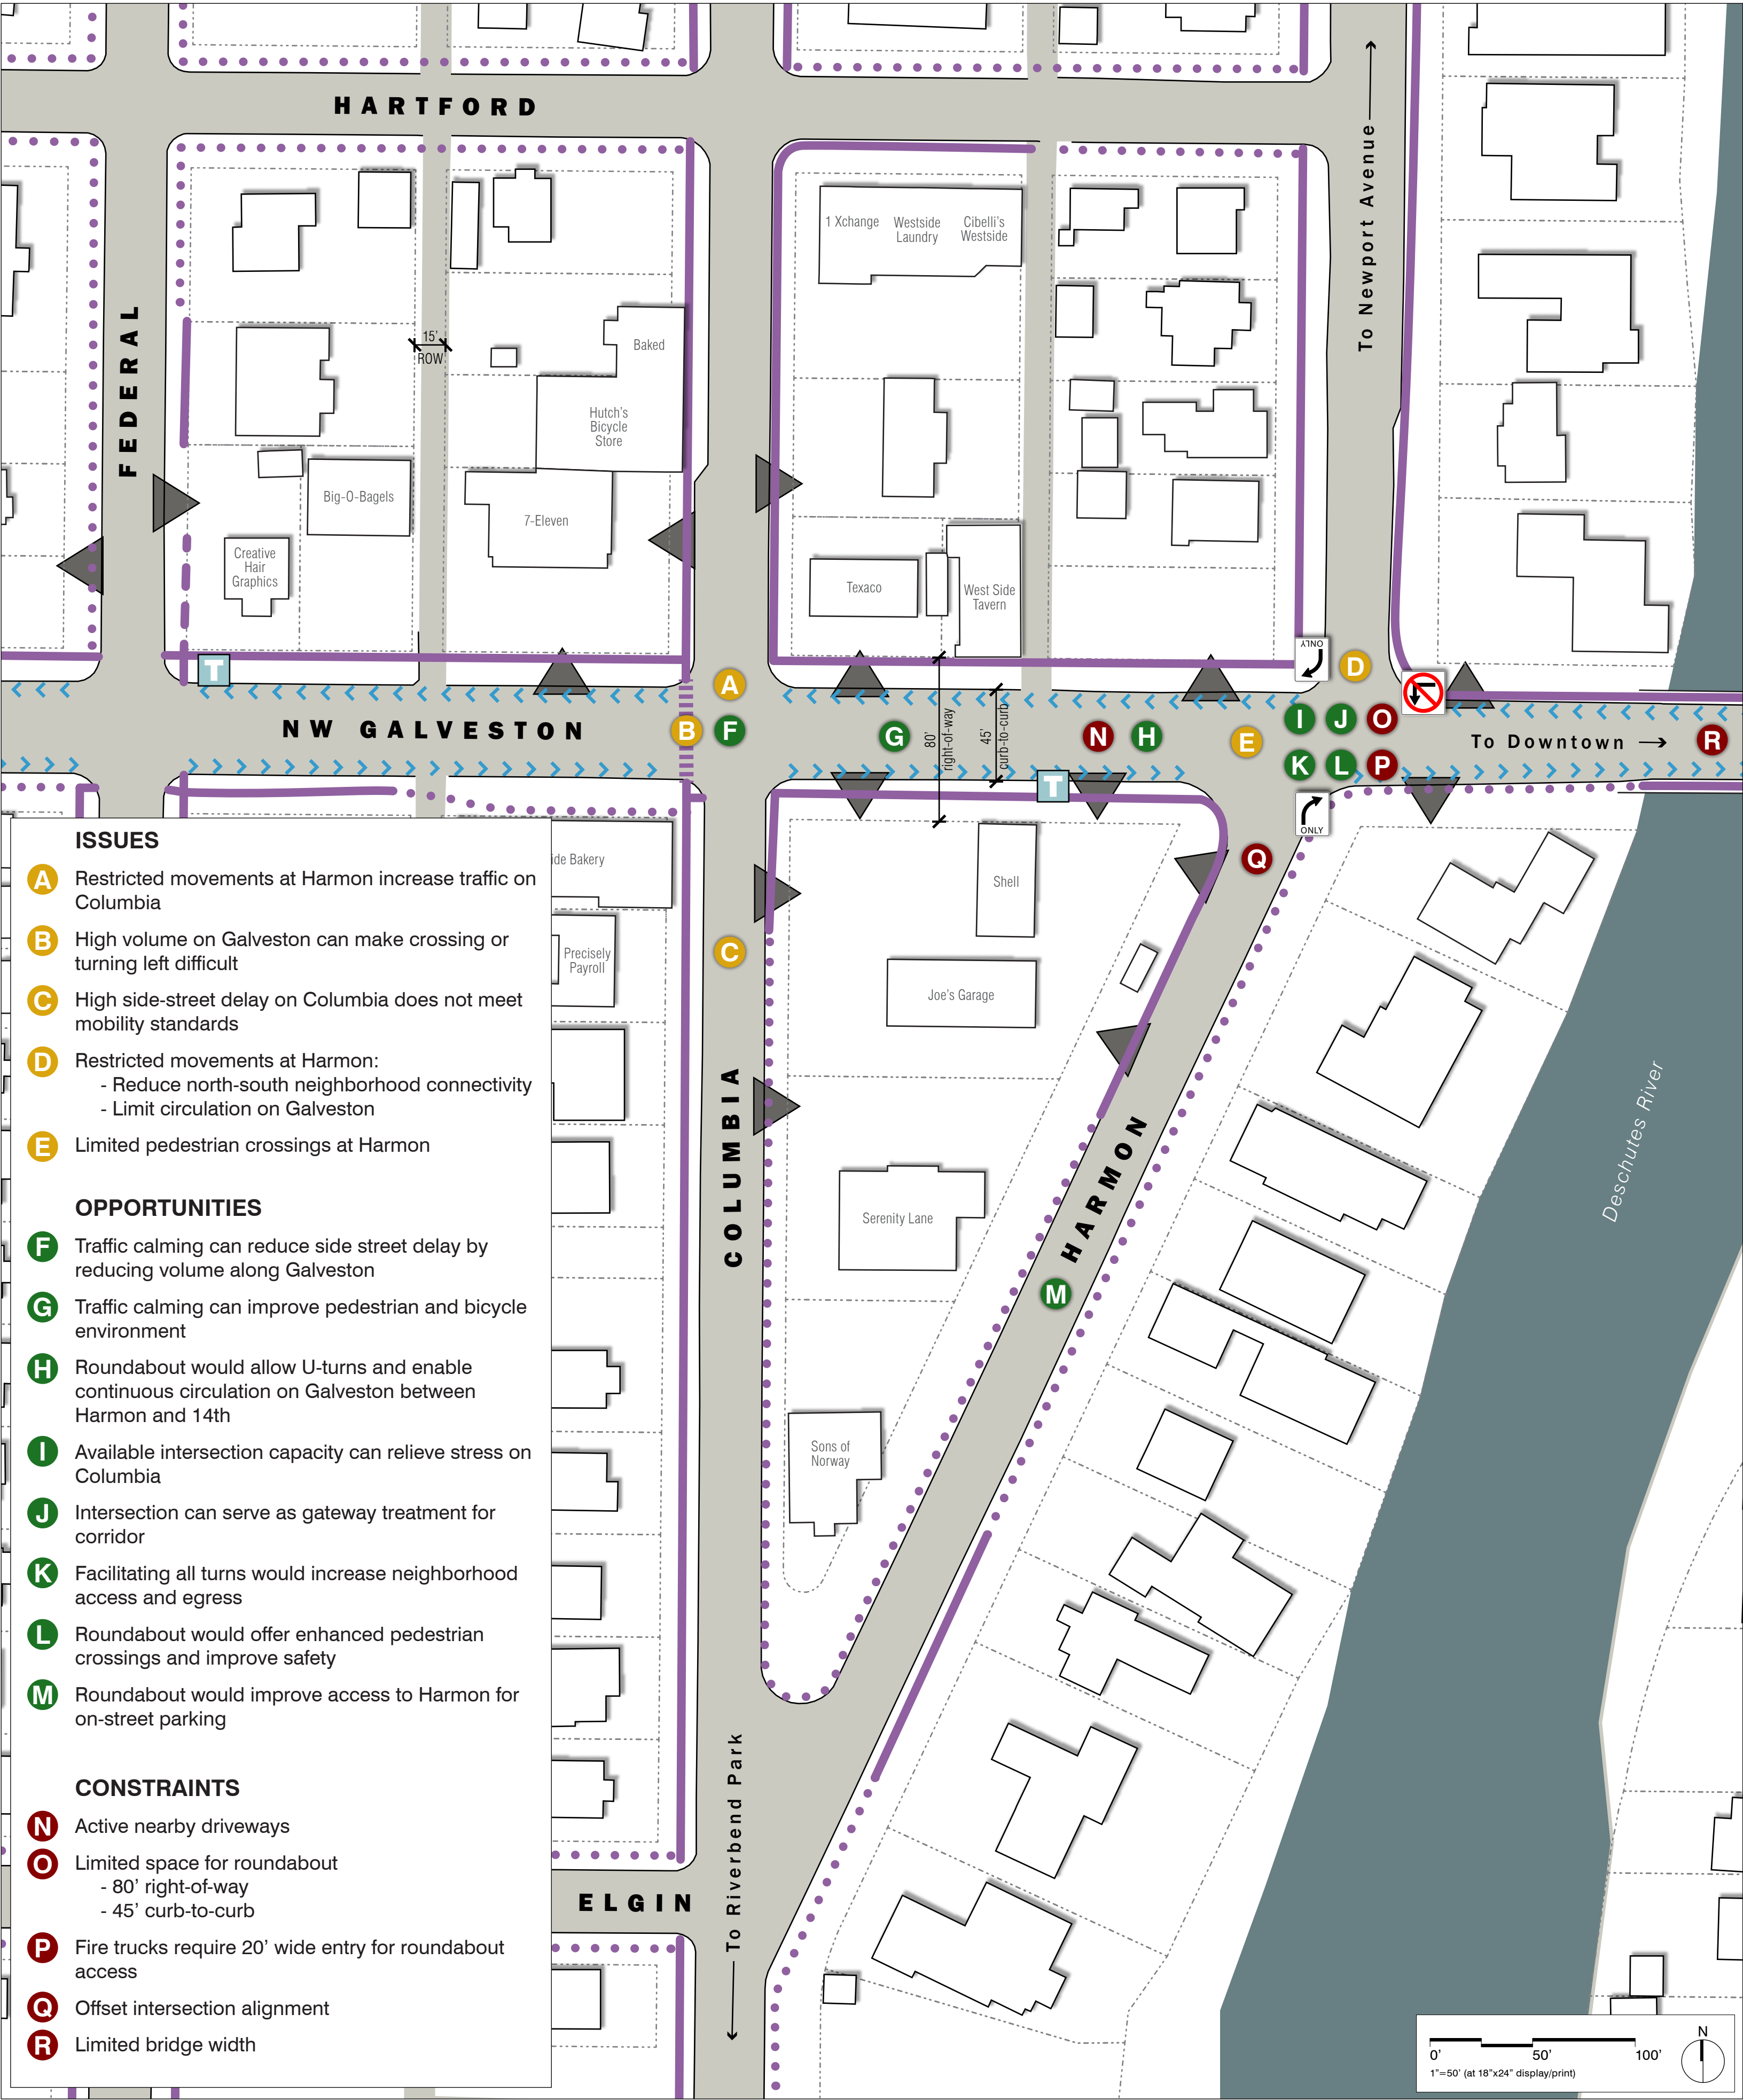 HARTFORD
To Newport Avenue
1 Xchange
Westside
Laundry
Cibelli's
Westside
FEDERAL
15'
ROW
Baked
Hutch's
Bicycle
Store
Big-O-Bagels
7-Eleven
Creative
Hair
Graphics
Texaco
West Side
Tavern
T
ONLY
D
A
B
F
NW GALVESTON
G
80'
right-of-way
45'
curb-to-curb
N
H
E
I
J
O
K
L
P
To Downtown
R
T
ONLY
Q
ide Bakery
Shell
Precisely
Payroll
C
Joe's Garage
COLUMBIA
HARMON
Serenity Lane
M
Deschutes River
Sons of
Norway
To Riverbend Park
ELGIN
ISSUES
A Restricted movements at Harmon increase traffic on
Columbia
B High volume on Galveston can make crossing or
turning left difficult
C High side-street delay on Columbia does not meet
mobility standards
D Restricted movements at Harmon:
- Reduce north-south neighborhood connectivity
- Limit circulation on Galveston
E Limited pedestrian crossings at Harmon
OPPORTUNITIES
F Traffic calming can reduce side street delay by
reducing volume along Galveston
G Traffic calming can improve pedestrian and bicycle
environment
H Roundabout would allow U-turns and enable
continuous circulation on Galveston between
Harmon and 14th
I Available intersection capacity can relieve stress on
Columbia
J Intersection can serve as gateway treatment for
corridor
K Facilitating all turns would increase neighborhood
access and egress
L Roundabout would offer enhanced pedestrian
crossings and improve safety
M Roundabout would improve access to Harmon for
on-street parking
CONSTRAINTS
N Active nearby driveways
O Limited space for roundabout
- 80' right-of-way
- 45' curb-to-curb
P Fire trucks require 20' wide entry for roundabout
access
Q Offset intersection alignment
R Limited bridge width
0' 50' 100'
1"=50' (at 18"x24" display/print)
N